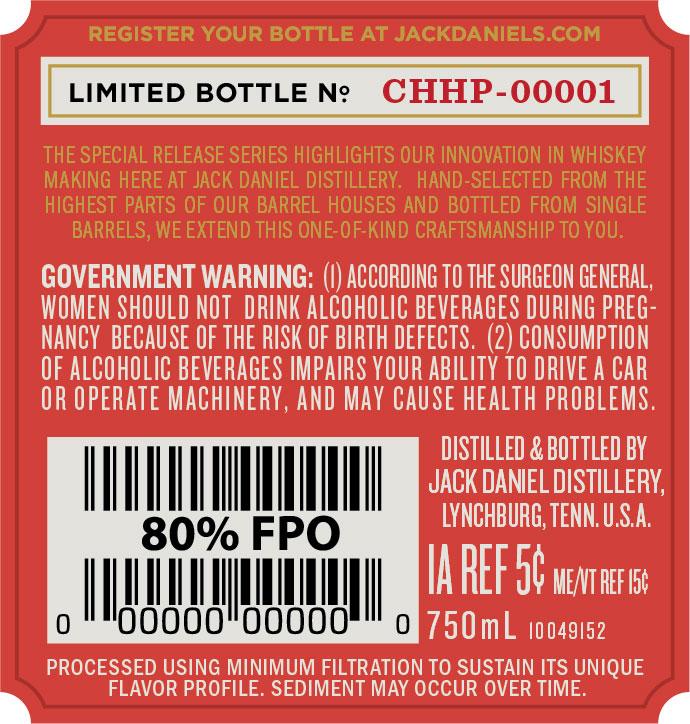 REGISTER YOUR BOTTLE AT JACKDANIELS.COM
LIMITED BOTTLE Nº CHHP-00001
THE SPECIAL RELEASE SERIES HIGHLIGHTS OUR INNOVATION IN WHISKEY
MAKING HERE AT JACK DANIEL DISTILLERY. HAND-SELECTED FROM THE
HIGHEST PARTS OF OUR BARREL HOUSES AND BOTTLED FROM SINGLE
BARRELS, WE EXTEND THIS ONE-OF-KIND CRAFTSMANSHIP TO YOU.
GOVERNMENT WARNING: (1) ACCORDING TO THE SURGEON GENERAL,
WOMEN SHOULD NOT DRINK ALCOHOLIC BEVERAGES DURING PREG-
NANCY BECAUSE OF THE RISK OF BIRTH DEFECTS. (2) CONSUMPTION
OF ALCOHOLIC BEVERAGES IMPAIRS YOUR ABILITY TO DRIVE A CAR
OR OPERATE MACHINERY, AND MAY CAUSE HEALTH PROBLEMS.
80% FPO
0 00000 00000 0
DISTILLED & BOTTLED BY
JACK DANIEL DISTILLERY,
LYNCHBURG, TENN. U.S.A.
IA REF 5¢ ME/VT REF 15¢
750mL 10049152
PROCESSED USING MINIMUM FILTRATION TO SUSTAIN ITS UNIQUE
FLAVOR PROFILE. SEDIMENT MAY OCCUR OVER TIME.